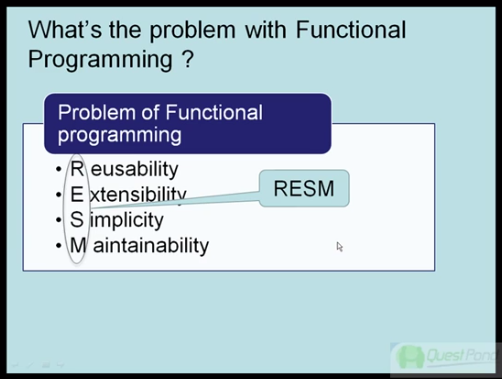 What's the problem with Functional
Programming ?
Problem of Functional
programming
• R eusability
• E xtensibility
• S implicity
• M aintainability
RESM
QuestPond